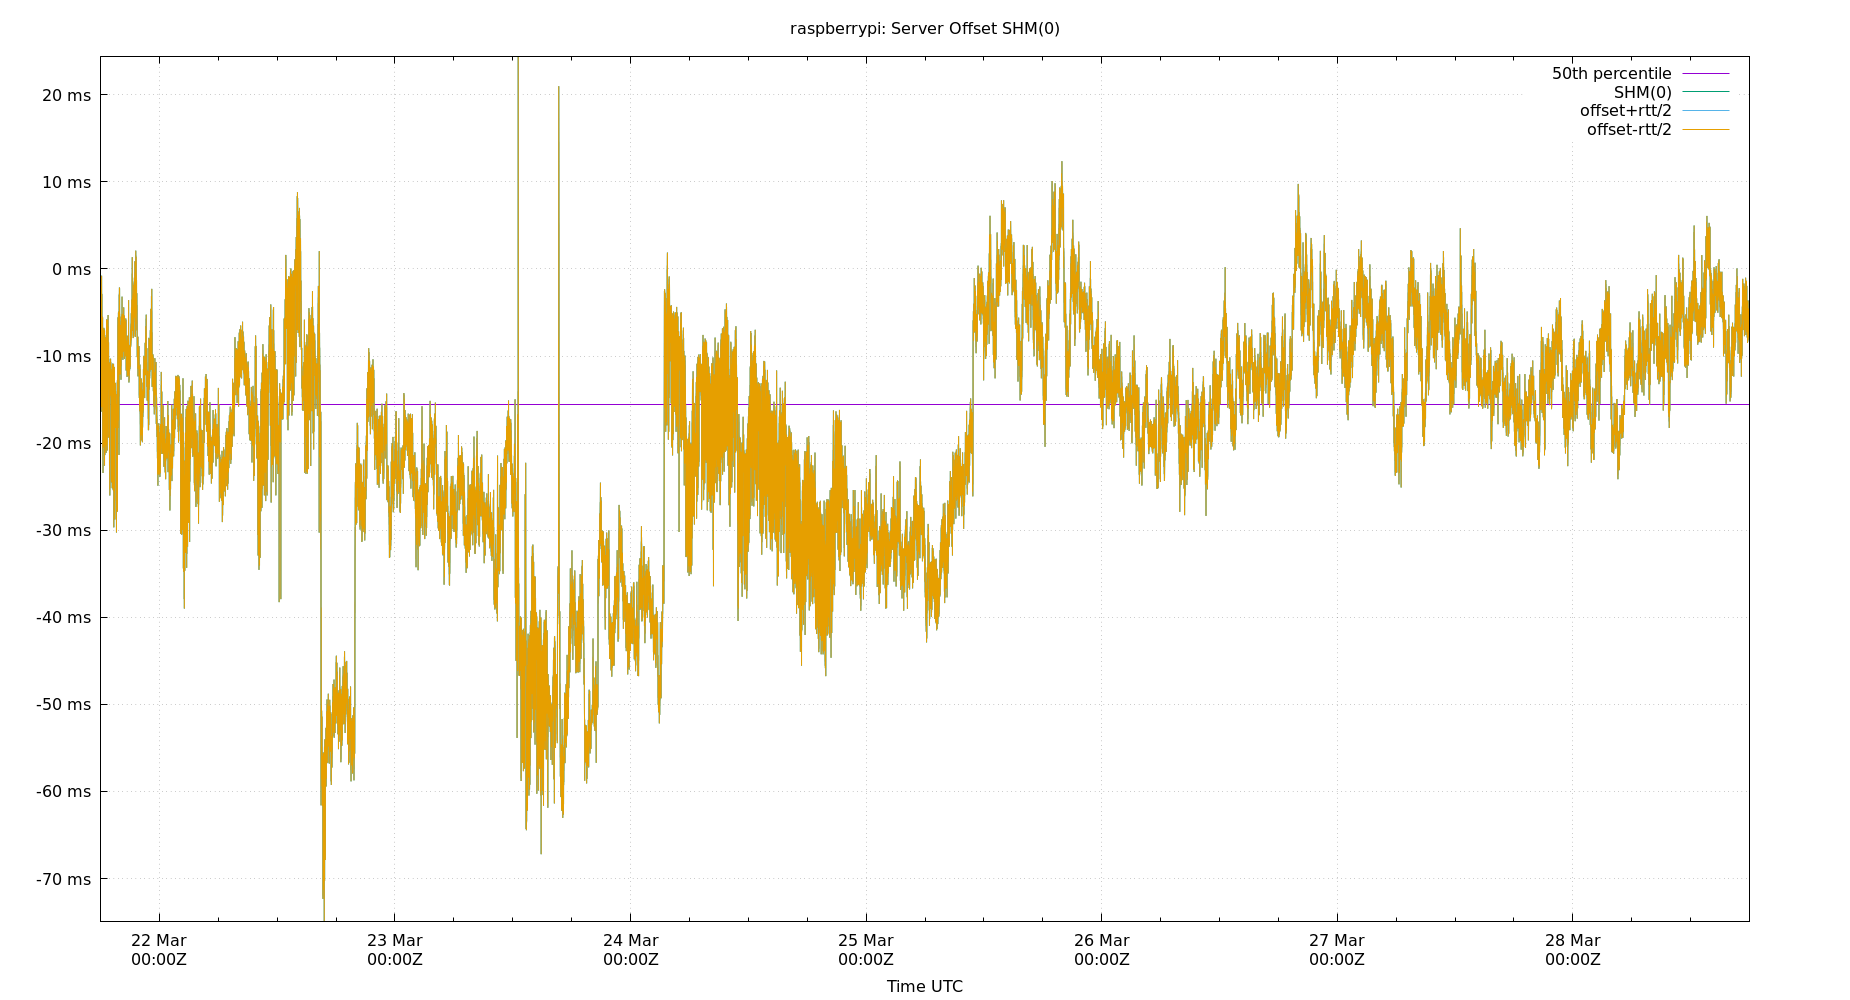 raspberrypi: Server Offset SHM(0)
50th percentile
SHM(0)
offset+rtt/2
offset-rtt/2
20 ms
10 ms
0 ms
-10 ms
-20 ms
-30 ms
-40 ms
-50 ms
-60 ms
-70 ms
22 Mar 23 Mar 24 Mar 25 Mar 26 Mar 27 Mar 28 Mar
00:00Z 00:00Z 00:00Z 00:00Z 00:00Z 00:00Z 00:00Z
Time UTC